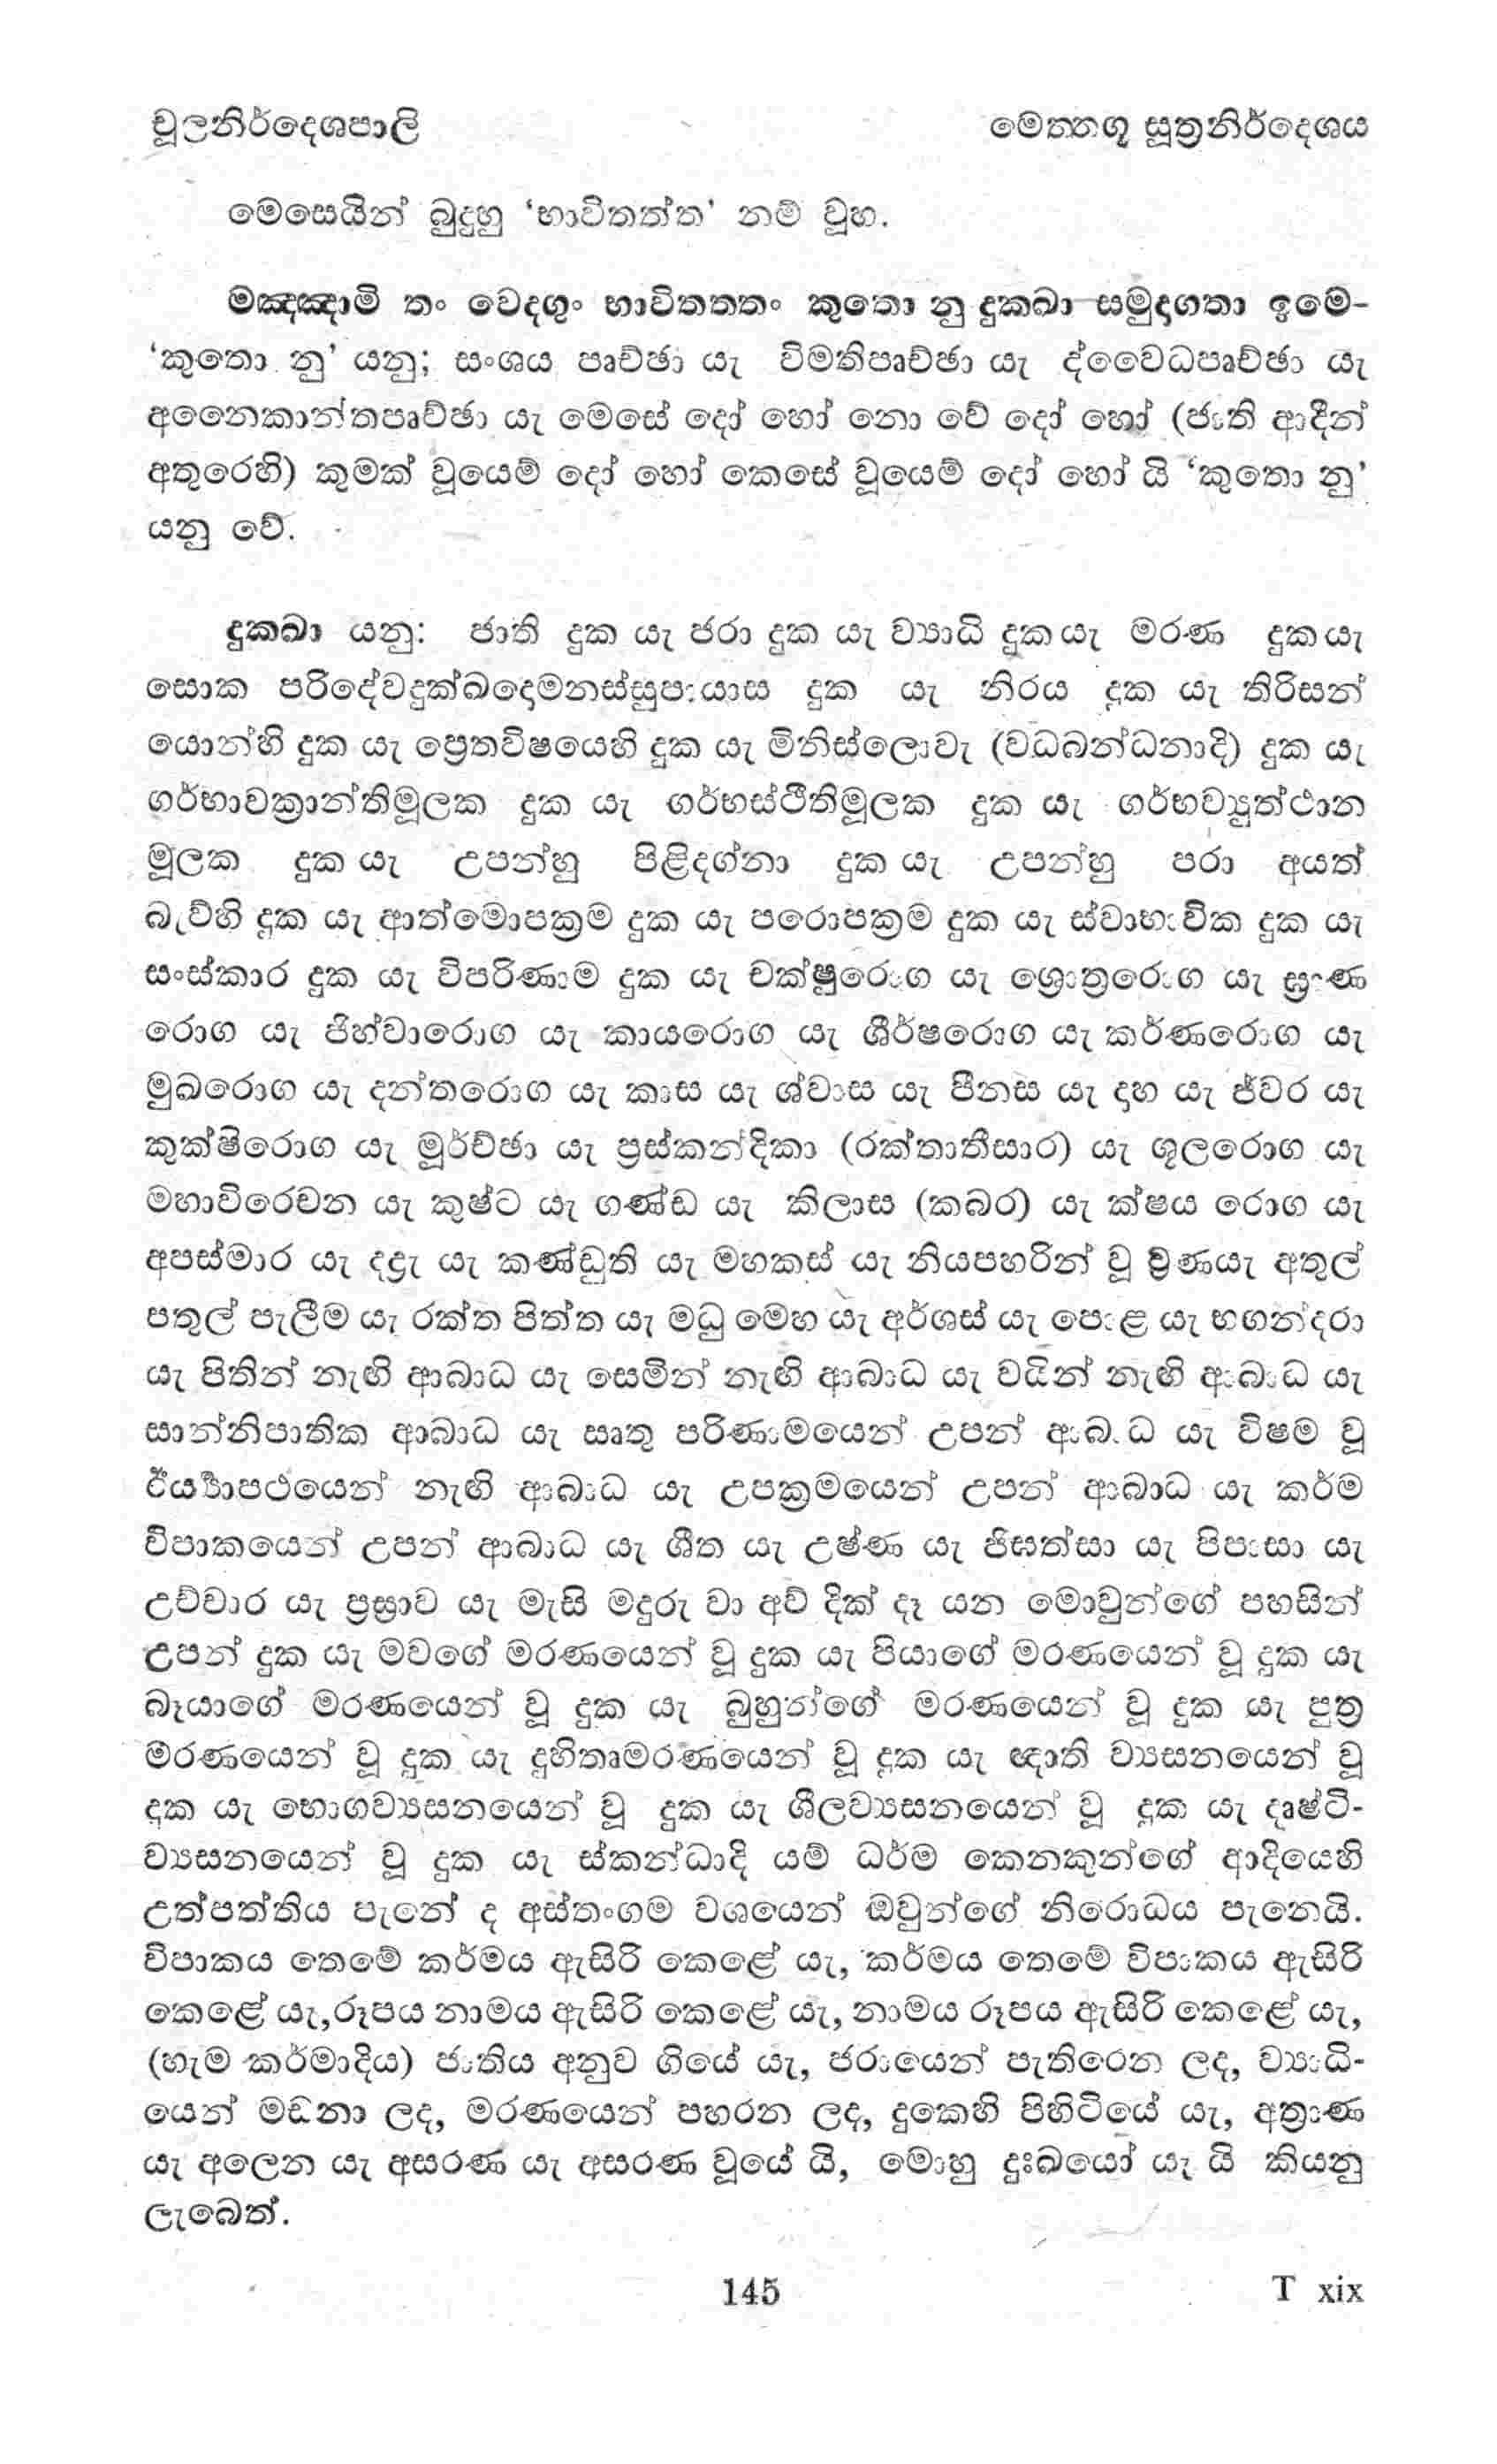 චූලනිර්දෙශපාලි	මෙත්තගූ සූත්‍රනිර්දෙශය
මෙසෙයින් බුදුහු ‘භාවිතත්ත’ නම් වූහ.
මඤ්ඤාමි තං වෙදගුං භාවිතත්තං කුතො නු දුක්ඛා සමුදාගතා ඉමේ-
‘කුතො නු’ යනු; සංශය පෘච්ඡා යැ විමතිපෘච්ඡා යැ ද්වෛධපෘච්ඡා යැ
අනෛකාන්තපෘච්ඡා යැ මෙසේ දෝ හෝ නො වේ දෝ හෝ (ජාති ආදීන්
අතුරෙහි) කුමක් වූයෙම් දෝ හෝ කෙසේ වූයෙම් දෝ හෝ යි ‘කුතො නු’
යනු වේ.
දුක්ඛා යනු: ජාති දුක යැ ජරා දුක යැ ව්‍යාධි දුක යැ මරණ දුක යැ
සොක පරිදේවදුක්ඛදොමනස්සුපායාස දුක යැ නිරය දුක යැ තිරිසන්
යොන්හි දුක යැ ප්‍රෙතවිෂයෙහි දුක යැ මිනිස්ලොවැ (වධබන්ධනාදි) දුක යැ
ගර්භාවක්‍රාන්තිමූලක දුක යැ ගර්භස්ථිතිමූලක දුක යැ ගර්භව්‍යුත්ථාන
මූලක දුක යැ උපන්හු පිළිදග්නා දුක යැ උපන්හු පරා අයත්
බැව්හි දුක යැ ආත්මොපක්‍රම දුක යැ පරොපක්‍රම දුක යැ ස්වාභාවික දුක යැ
සංස්කාර දුක යැ විපරිණාම දුක යැ චක්ෂුරොග යැ ශ්‍රොත්‍රරොග යැ ඝ්‍රාණ
රොග යැ ජිහ්වාරොග යැ කායරොග යැ ශීර්ෂරොග යැ කර්ණරොග යැ
මුඛරොග යැ දන්තරොග යැ කාස යැ ශ්වාස යැ පීනස යැ දාහ යැ ජ්වර යැ
කුක්ෂිරොග යැ මූර්ච්ඡා යැ ප්‍රස්කන්දිකා (රක්තාතීසාර) යැ ශූලරොග යැ
මහාවිරෙචන යැ කුෂ්ට යැ ගණ්ඩ යැ කිලාස (කබර) යැ ක්ෂය රොග යැ
අපස්මාර යැ දද්‍රැ යැ කණ්ඩුති යැ මහකස් යැ නියපහරින් වූ ව්‍රණයැ අතුල්
පතුල් පැලීම යැ රක්ත පිත්ත යැ මධු මෙහ යැ අර්ශස් යැ පොළ යැ භගන්දරා
යැ පිතින් නැඟි ආබාධ යැ සෙමින් නැඟි ආබාධ යැ වයින් නැඟි ආබාධ යැ
සාන්නිපාතික ආබාධ යැ සෘතු පරිණාමයෙන් උපන් ආබාධ යැ විෂම වූ
ඊර්‍ය්‍යාපථයෙන් නැඟි ආබාධ යැ උපක්‍රමයෙන් උපන් ආබාධ යැ කර්ම
විපාකයෙන් උපන් ආබාධ යැ ශීත යැ උෂ්ණ යැ ජිඝත්සා යැ පිපාසා යැ
උච්චාර යැ ප්‍රස්‍රාව යැ මැසි මදුරු වා අව් දික් දෑ යන මොවුන්ගේ පහසින්
උපන් දුක යැ මවගේ මරණයෙන් වූ දුක යැ පියාගේ මරණයෙන් වූ දුක යැ
බෑයාගේ මරණයෙන් වූ දුක යැ බුහුන්ගේ මරණයෙන් වූ දුක යැ පුත්‍ර
මරණයෙන් වූ දුක යැ දුහිතෘමරණයෙන් වූ දුක යැ ඥාති ව්‍යසනයෙන් වූ
දුක යැ භොගව්‍යසනයෙන් වූ දුක යැ ශීලව්‍යසනයෙන් වූ දුක යැ දෘෂ්ටි-
ව්‍යසනයෙන් වූ දුක යැ ස්කන්ධාදි යම් ධර්ම කෙනකුන්ගේ ආදියෙහි
උත්පත්තිය පැනේ ද අස්තංගම වශයෙන් ඔවුන්ගේ නිරොධය පැනෙයි.
විපාකය තෙමේ කර්මය ඇසිරි කෙළේ යැ, කර්මය තෙමේ විපාකය ඇසිරි
කෙළේ යැ, රූපය නාමය ඇසිරි කෙළේ යැ, නාමය රූපය ඇසිරි කෙළේ යැ,
(හැම කර්මාදිය) ජාතිය අනුව ගියේ යැ, ජරායෙන් පැතිරෙන ලද, ව්‍යාධි-
යෙන් මඩනා ලද, මරණයෙන් පහරන ලද, දුකෙහි පිහිටියේ යැ, අත්‍රාණ
යැ අලෙන යැ අසරණ යැ අසරණ වූයේ යි, මොහු දුඃඛයෝ යැ යි කියනු
ලැබෙත්.
145	T xix